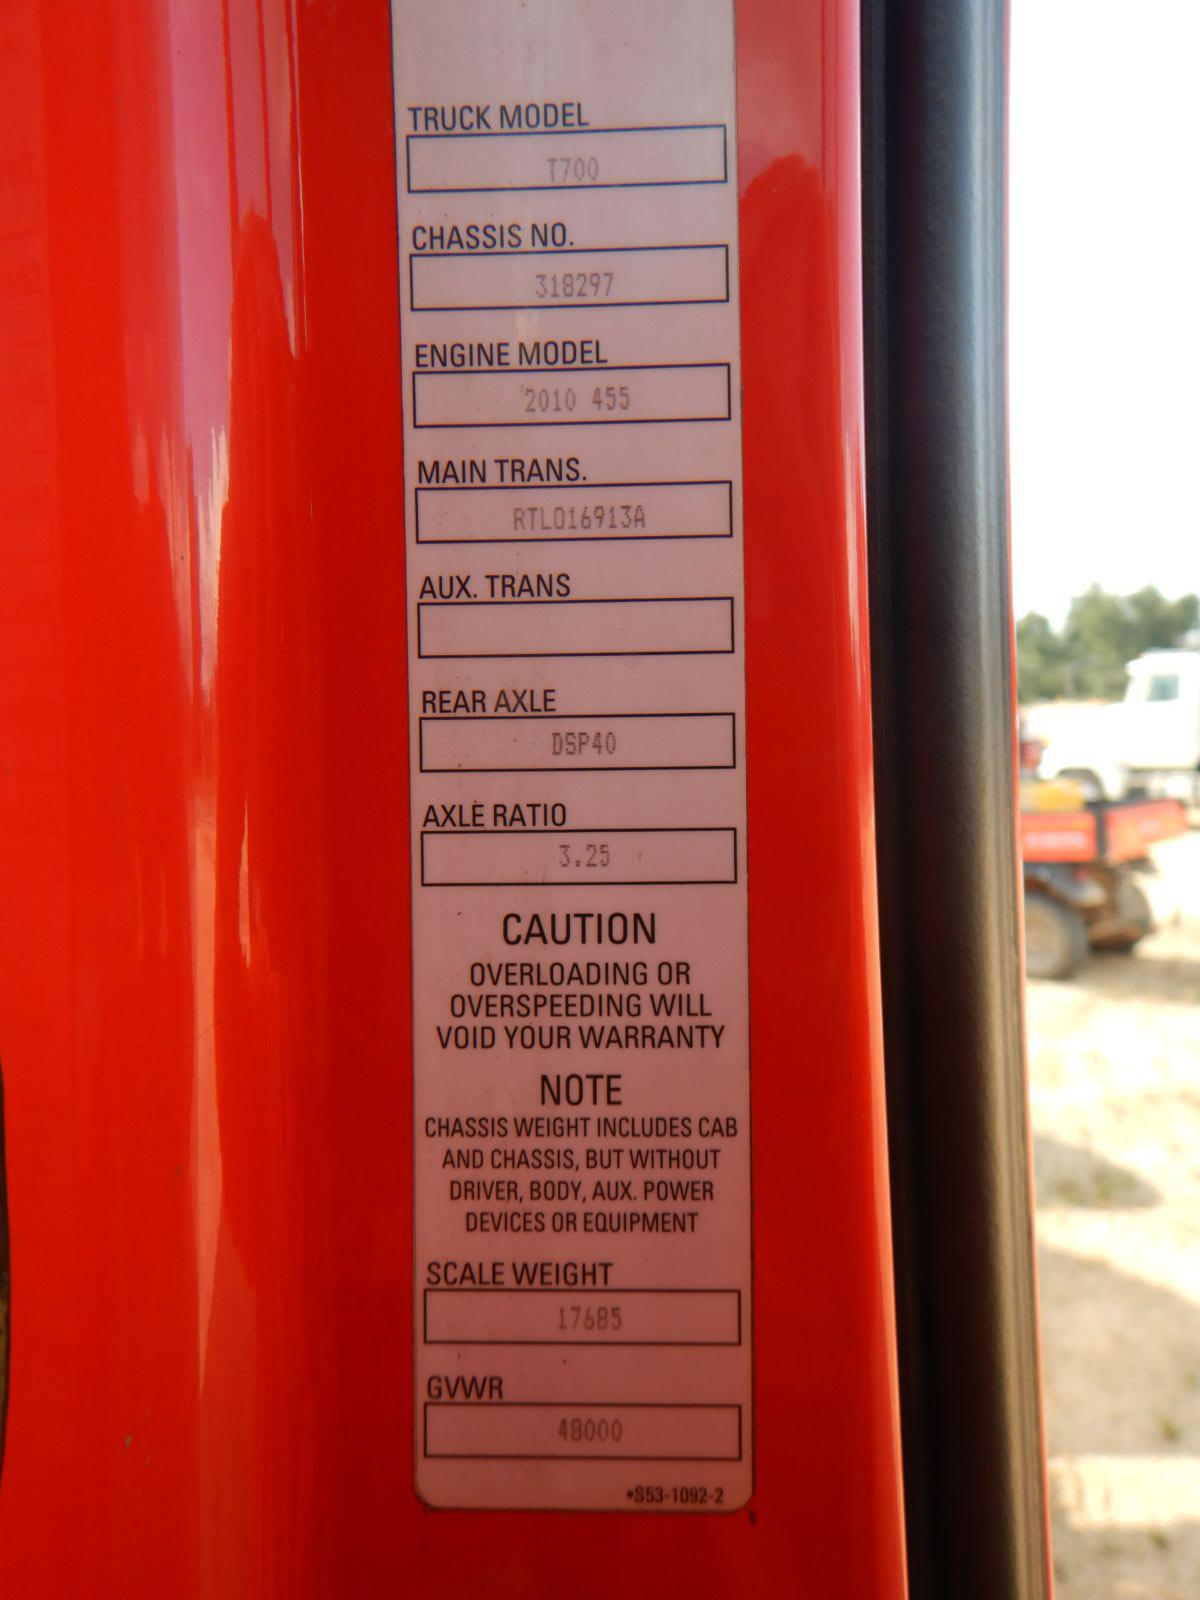 TRUCK MODEL
T700
CHASSIS NO.
318297
ENGINE MODEL
2010 455
MAIN TRANS.
RTLO16913A
AUX. TRANS
REAR AXLE
DSP40
AXLE RATIO
3.25
CAUTION
OVERLOADING OR
OVERSPEEDING WILL
VOID YOUR WARRANTY
NOTE
CHASSIS WEIGHT INCLUDES CAB
AND CHASSIS, BUT WITHOUT
DRIVER, BODY, AUX. POWER
DEVICES OR EQUIPMENT
SCALE WEIGHT
17685
GVWR
48000
•S53-1092-2